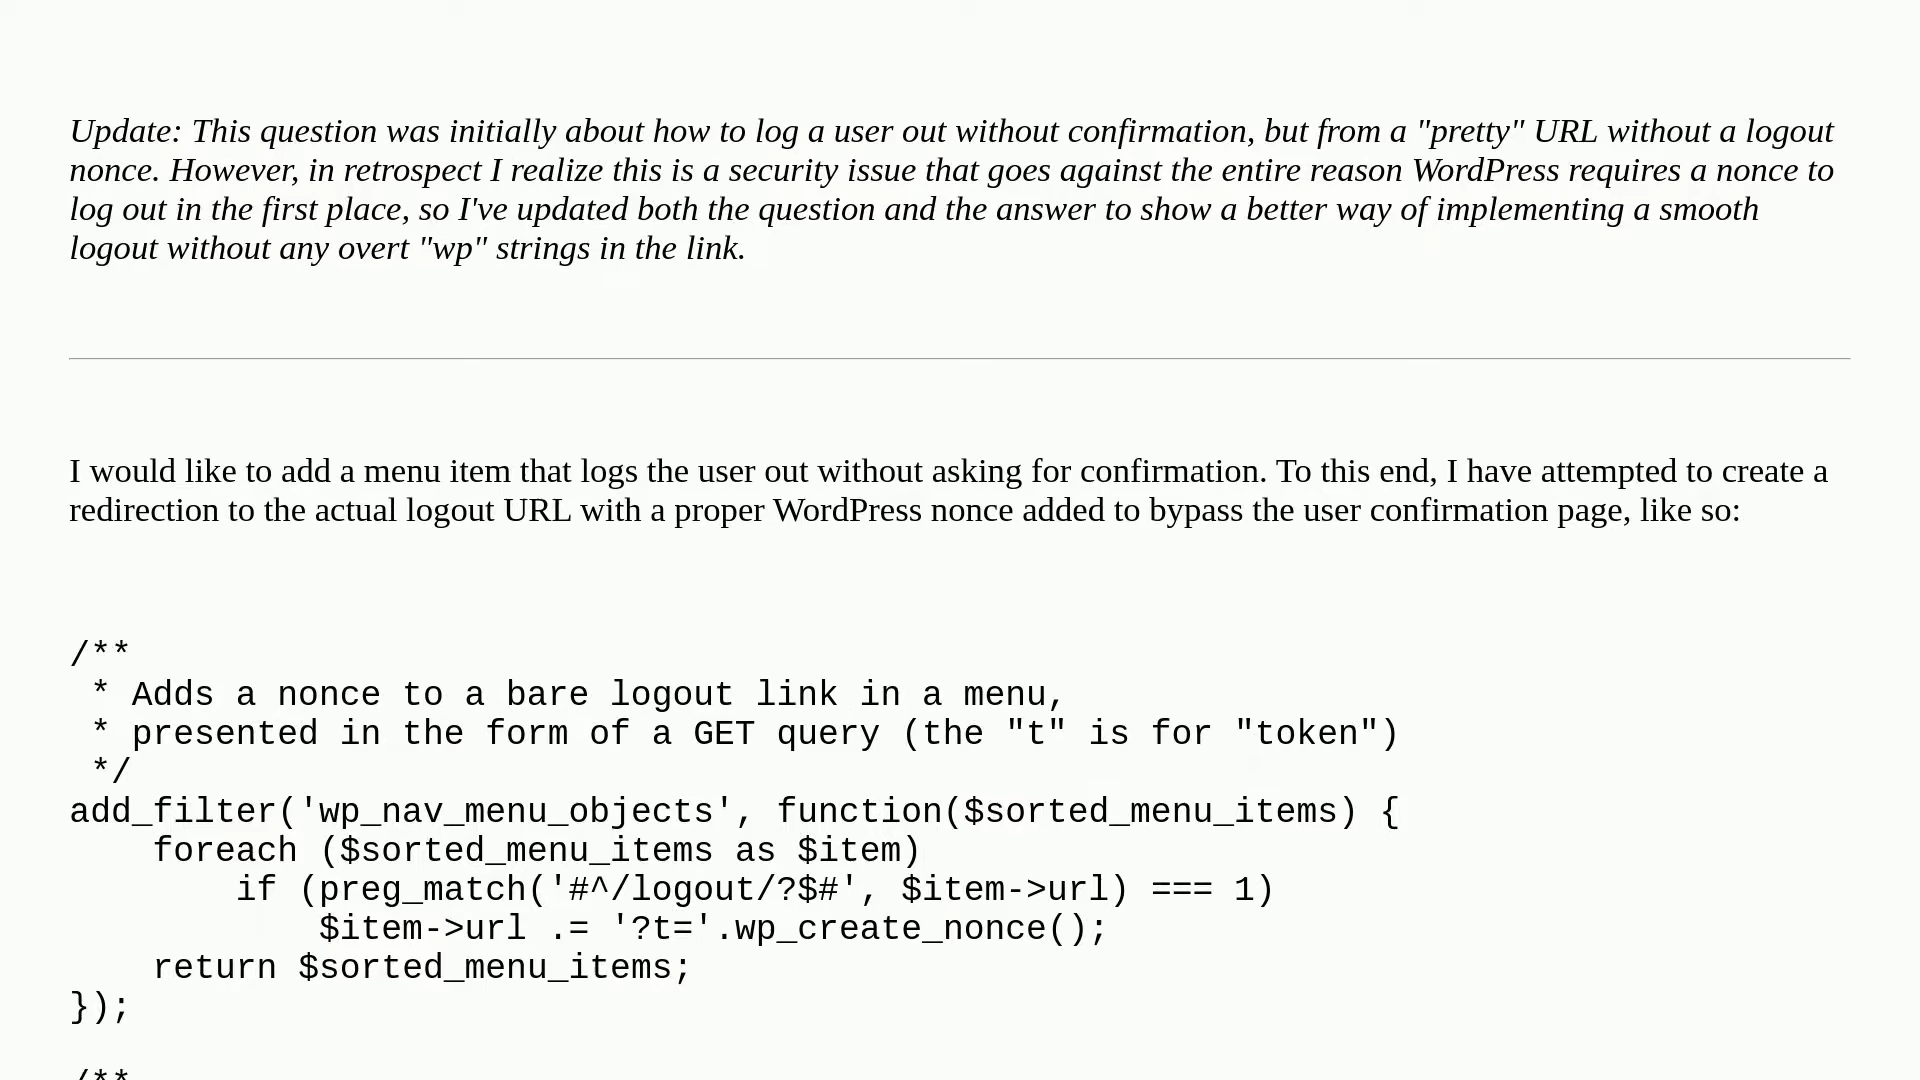 Update: This question was initially about how to log a user out without confirmation, but from a "pretty" URL without a logout
nonce. However, in retrospect I realize this is a security issue that goes against the entire reason WordPress requires a nonce to
log out in the first place, so I've updated both the question and the answer to show a better way of implementing a smooth
logout without any overt "wp" strings in the link.
I would like to add a menu item that logs the user out without asking for confirmation. To this end, I have attempted to create a
redirection to the actual logout URL with a proper WordPress nonce added to bypass the user confirmation page, like so:
/**
 * Adds a nonce to a bare logout link in a menu,
 * presented in the form of a GET query (the "t" is for "token")
 */
add_filter('wp_nav_menu_objects', function($sorted_menu_items) {
    foreach ($sorted_menu_items as $item)
        if (preg_match('#^/logout/?$#', $item->url) === 1)
            $item->url .= '?t='.wp_create_nonce();
    return $sorted_menu_items;
});
/**